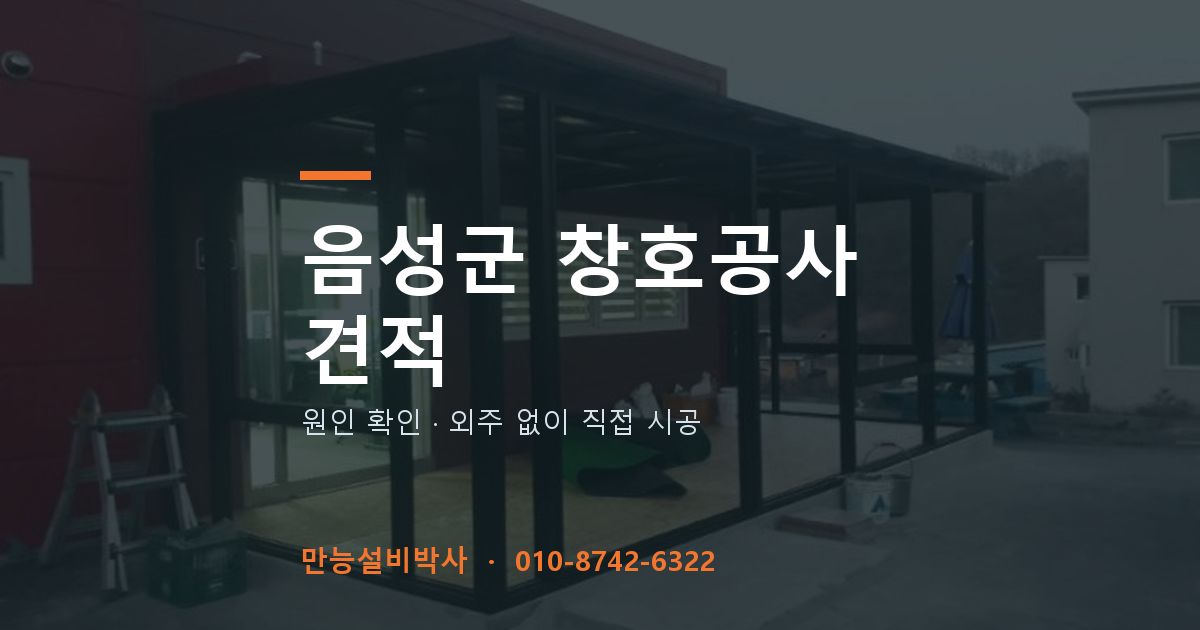 음성군 창호공사
견적
원인 확인 · 외주 없이 직접 시공
만능설비박사 · 010-8742-6322